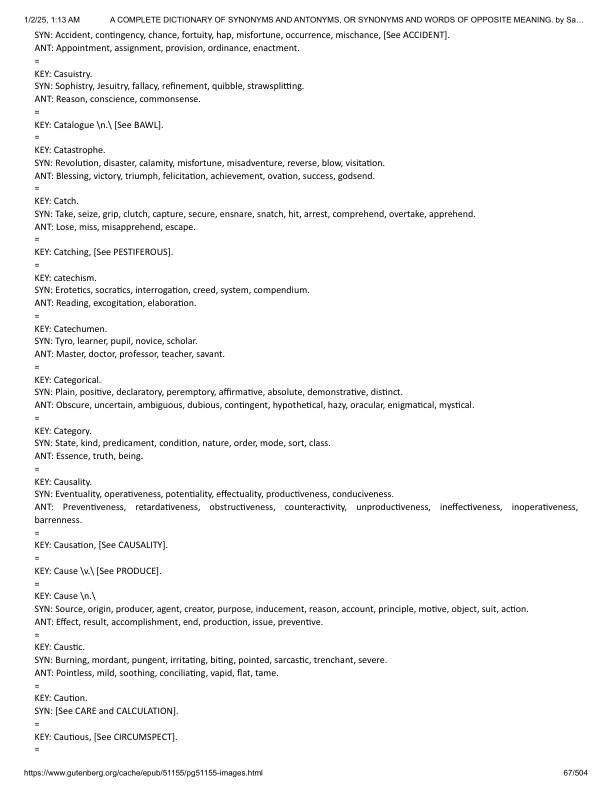 1/2/25, 1:13 AM A COMPLETE DICTIONARY OF SYNONYMS AND ANTONYMS, OR SYNONYMS AND WORDS OF OPPOSITE MEANING. by Sa…
SYN: Accident, contingency, chance, fortuity, hap, misfortune, occurrence, mischance, [See ACCIDENT].
ANT: Appointment, assignment, provision, ordinance, enactment.
=
KEY: Casuistry.
SYN: Sophistry, Jesuitry, fallacy, refinement, quibble, strawsplitting.
ANT: Reason, conscience, commonsense.
=
KEY: Catalogue \n.\ [See BAWL].
=
KEY: Catastrophe.
SYN: Revolution, disaster, calamity, misfortune, misadventure, reverse, blow, visitation.
ANT: Blessing, victory, triumph, felicitation, achievement, ovation, success, godsend.
=
KEY: Catch.
SYN: Take, seize, grip, clutch, capture, secure, ensnare, snatch, hit, arrest, comprehend, overtake, apprehend.
ANT: Lose, miss, misapprehend, escape.
=
KEY: Catching, [See PESTIFEROUS].
=
KEY: catechism.
SYN: Erotetics, socratics, interrogation, creed, system, compendium.
ANT: Reading, excogitation, elaboration.
=
KEY: Catechumen.
SYN: Tyro, learner, pupil, novice, scholar.
ANT: Master, doctor, professor, teacher, savant.
=
KEY: Categorical.
SYN: Plain, positive, declaratory, peremptory, affirmative, absolute, demonstrative, distinct.
ANT: Obscure, uncertain, ambiguous, dubious, contingent, hypothetical, hazy, oracular, enigmatical, mystical.
=
KEY: Category.
SYN: State, kind, predicament, condition, nature, order, mode, sort, class.
ANT: Essence, truth, being.
=
KEY: Causality.
SYN: Eventuality, operativeness, potentiality, effectuality, productiveness, conduciveness.
ANT: Preventiveness, retardativeness, obstructiveness, counteractivity, unproductiveness, ineffectiveness, inoperativeness,
barrenness.
=
KEY: Causation, [See CAUSALITY].
=
KEY: Cause \v.\ [See PRODUCE].
=
KEY: Cause \n.\
SYN: Source, origin, producer, agent, creator, purpose, inducement, reason, account, principle, motive, object, suit, action.
ANT: Effect, result, accomplishment, end, production, issue, preventive.
=
KEY: Caustic.
SYN: Burning, mordant, pungent, irritating, biting, pointed, sarcastic, trenchant, severe.
ANT: Pointless, mild, soothing, conciliating, vapid, flat, tame.
=
KEY: Caution.
SYN: [See CARE and CALCULATION].
=
KEY: Cautious, [See CIRCUMSPECT].
=
https://www.gutenberg.org/cache/epub/51155/pg51155-images.html 67/504